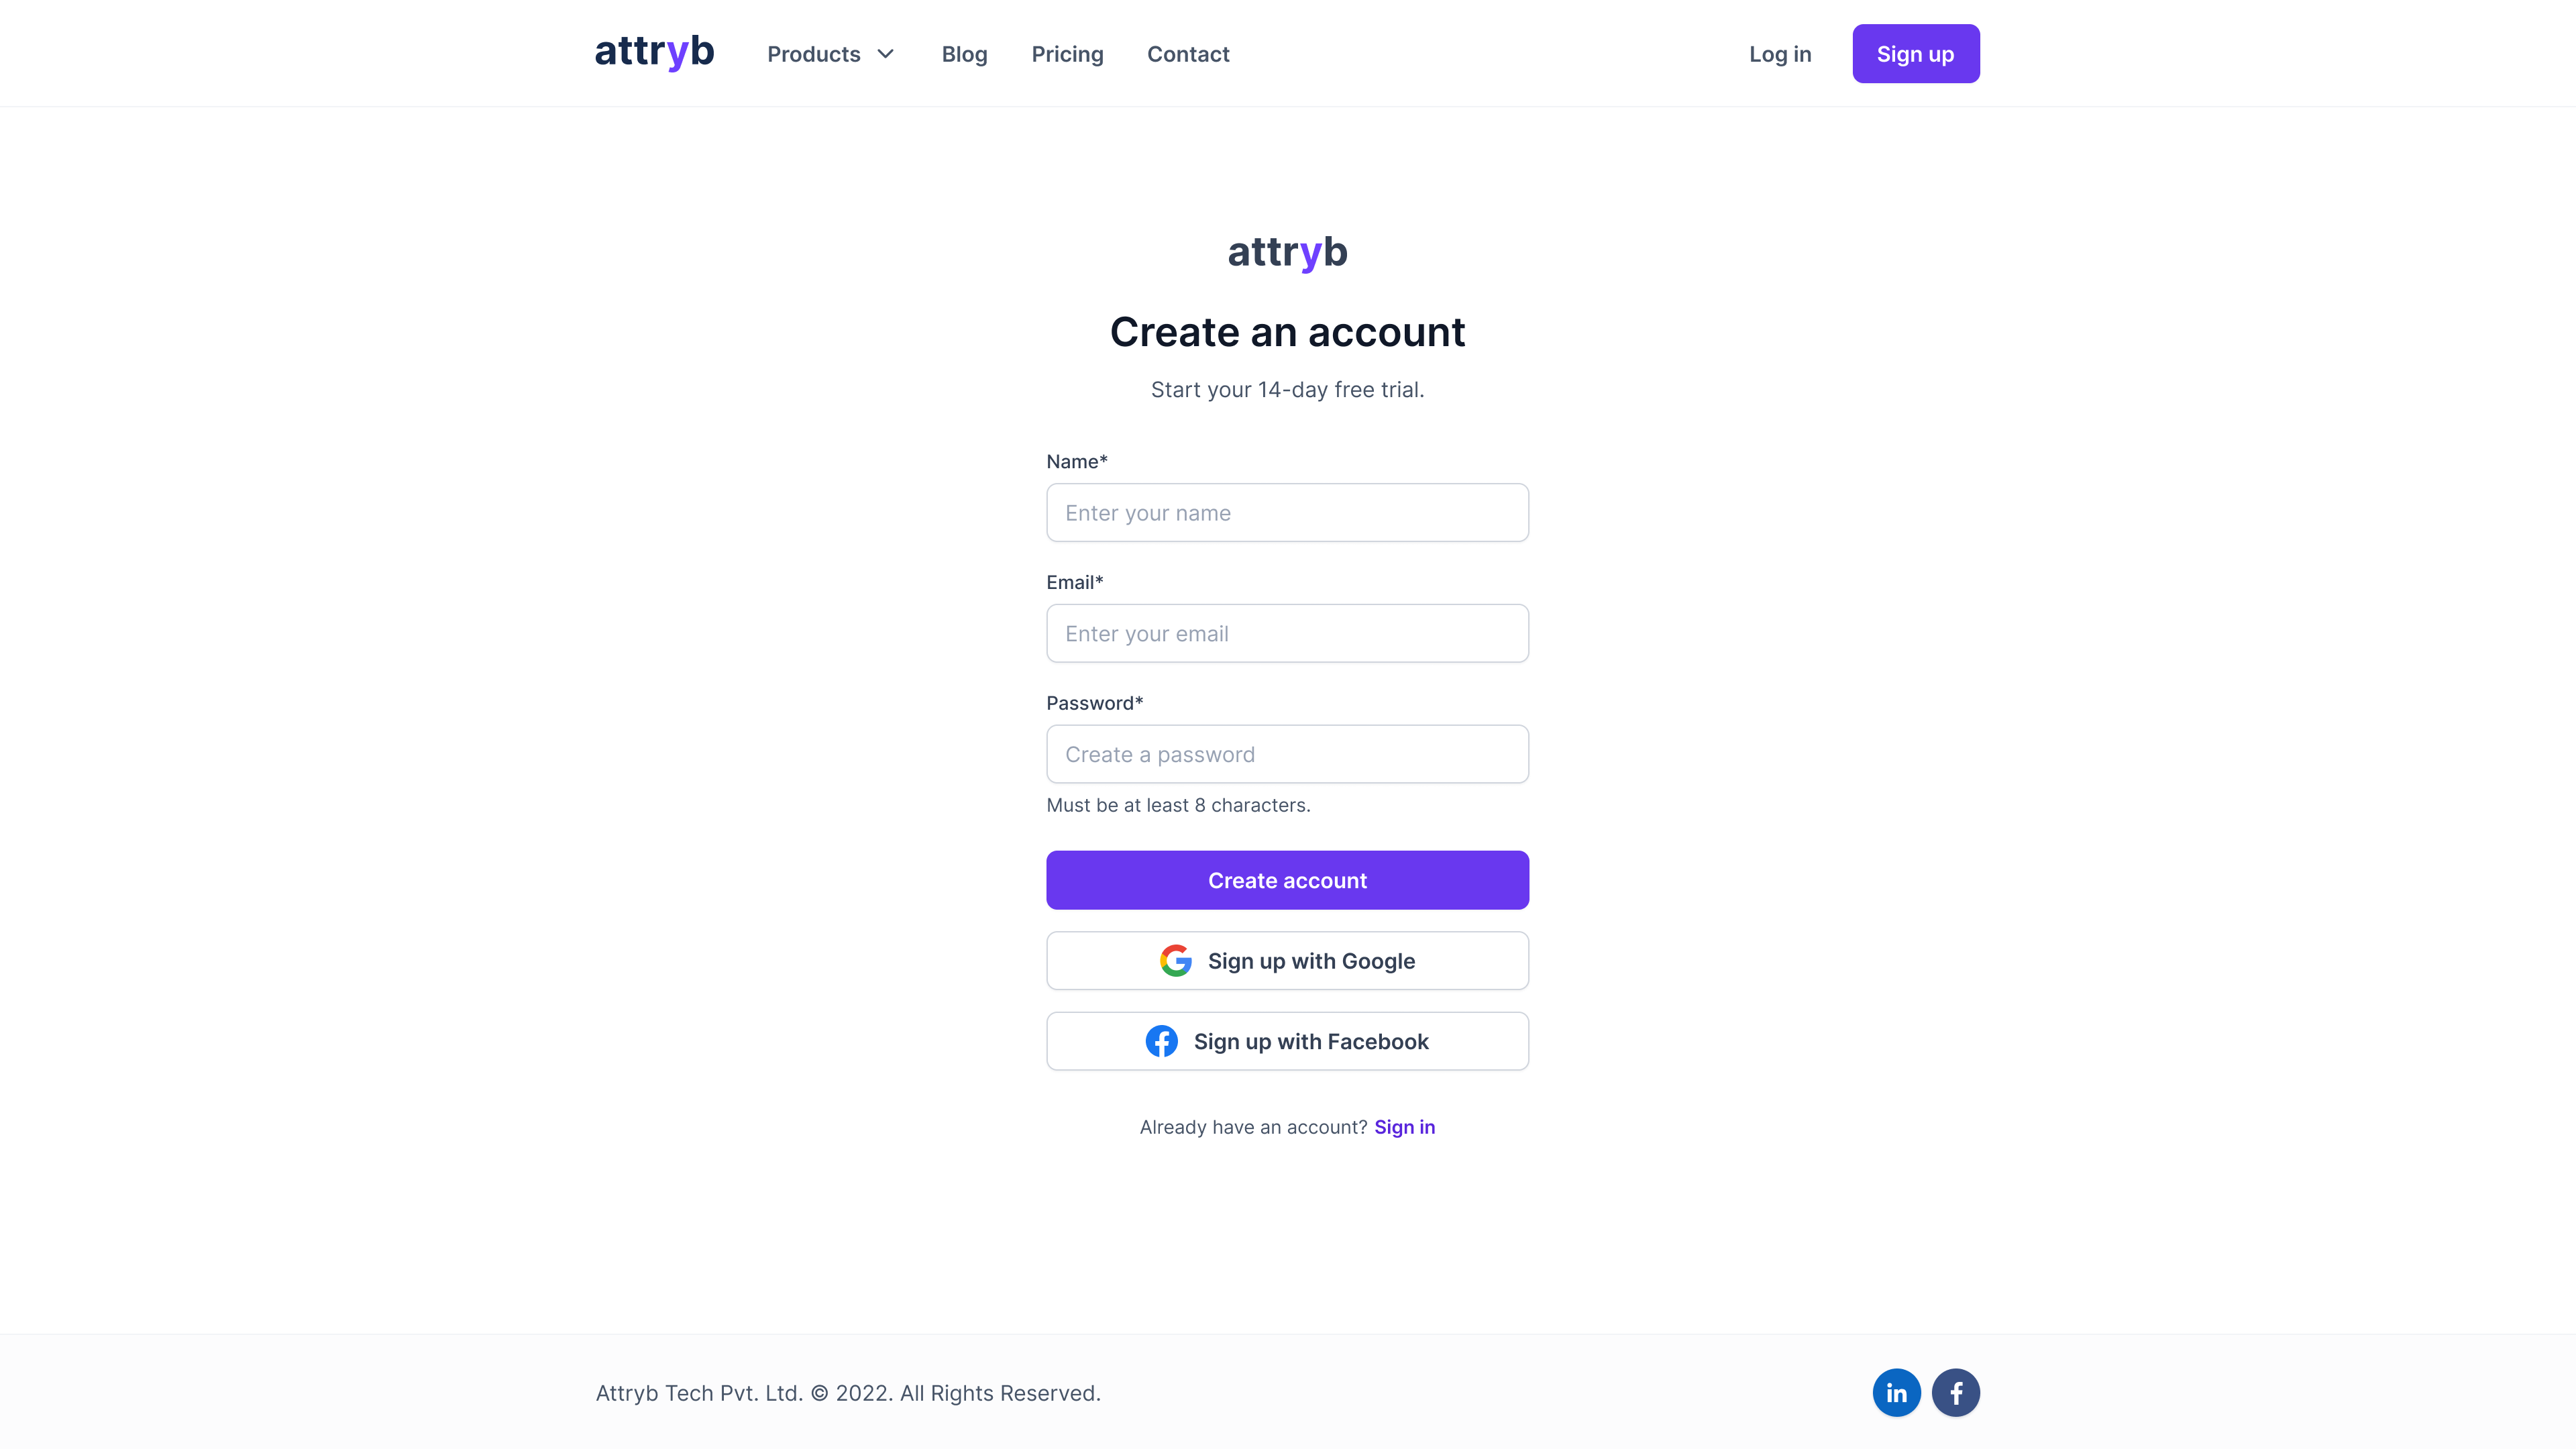 attryb
Products
Blog
Pricing
Contact
Log in
Sign up
attryb
Create an account
Start your 14-day free trial.
Name*
Enter your name
Email*
Enter your email
Password*
Create a password
Must be at least 8 characters.
Create account
Sign up with Google
Sign up with Facebook
Already have an account? Sign in
Attryb Tech Pvt. Ltd. © 2022. All Rights Reserved.
in
f